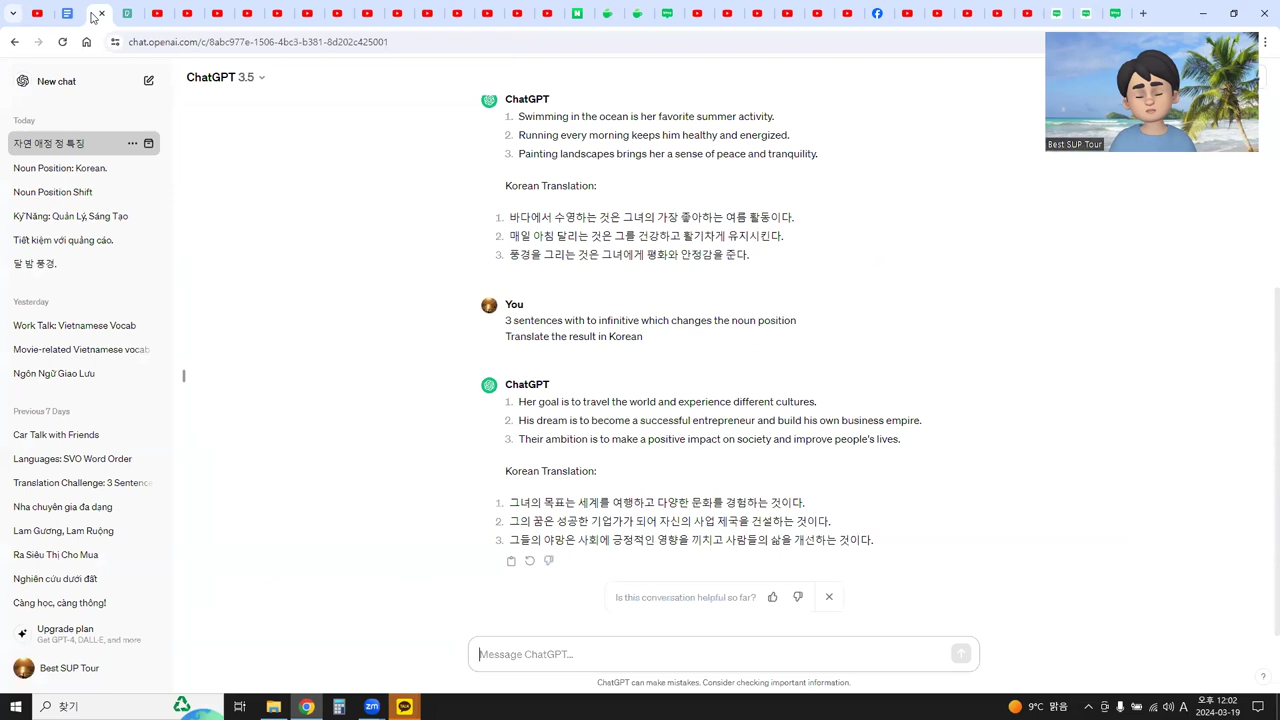 chat.openai.com/c/8abc977e-1506-4bc3-b381-8d202c425001
New chat
Today
자연 애정 정 특징
Noun Position: Korean.
Noun Position Shift
Kỹ Năng: Quản Lý, Sáng Tạo
Tiết kiệm với quảng cáo.
달 밤 풍경.
Yesterday
Work Talk: Vietnamese Vocab
Movie-related Vietnamese vocab
Ngôn Ngữ Giao Lưu
Previous 7 Days
Car Talk with Friends
Languages: SVO Word Order
Translation Challenge: 3 Sentence
Nha chuyên gia đa dạng
Lam Gương, Lam Ruộng
Ra Siêu Thị Cho Mua
Nghiên cứu dưới đất
Càng học, càng thông!
Upgrade plan
Get GPT-4, DALL·E, and more
Best SUP Tour
ChatGPT 3.5
ChatGPT
1. Swimming in the ocean is her favorite summer activity.
2. Running every morning keeps him healthy and energized.
3. Painting landscapes brings her a sense of peace and tranquility.
Korean Translation:
1. 바다에서 수영하는 것은 그녀의 가장 좋아하는 여름 활동이다.
2. 매일 아침 달리는 것은 그를 건강하고 활기차게 유지시킨다.
3. 풍경을 그리는 것은 그녀에게 평화와 안정감을 준다.
You
3 sentences with to infinitive which changes the noun position
Translate the result in Korean
ChatGPT
1. Her goal is to travel the world and experience different cultures.
2. His dream is to become a successful entrepreneur and build his own business empire.
3. Their ambition is to make a positive impact on society and improve people's lives.
Korean Translation:
1. 그녀의 목표는 세계를 여행하고 다양한 문화를 경험하는 것이다.
2. 그의 꿈은 성공한 기업가가 되어 자신의 사업 제국을 건설하는 것이다.
3. 그들의 야망은 사회에 긍정적인 영향을 끼치고 사람들의 삶을 개선하는 것이다.
Is this conversation helpful so far?
Message ChatGPT...
ChatGPT can make mistakes. Consider checking important information.
?
Best SUP Tour
찾기
zm
TALK
9°C 맑음
A
오후 12:02
2024-03-19